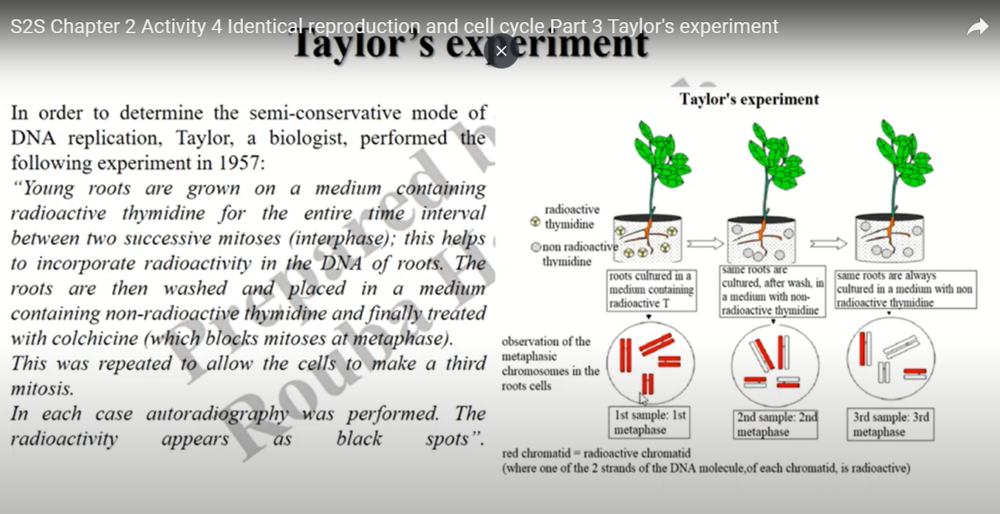 S2S Chapter 2 Activity 4 Identical reproduction and cell cycle Part 3 Taylor's experiment
Taylor's experiment
In order to determine the semi-conservative mode of
DNA replication, Taylor, a biologist, performed the
following experiment in 1957:
“Young roots are grown on a medium containing
radioactive thymidine for the entire time interval
between two successive mitoses (interphase); this helps
to incorporate radioactivity in the DNA of roots. The
roots are then washed and placed in a medium
containing non-radioactive thymidine and finally treated
with colchicine (which blocks mitoses at metaphase).
This was repeated to allow the cells to make a third
mitosis.
In each case autoradiography was performed. The
radioactivity appears as black spots”.
Prepared b
Rouba H
Taylor's experiment
radioactive
thymidine
non radioactive
thymidine
roots cultured in a
medium containing
radioactive T
same roots are
cultured, after wash, in
a medium with non-
radioactive thymidine
same roots are always
cultured in a medium with non
radioactive thymidine
observation of the
metaphasic
chromosomes in the
roots cells
1st sample: 1st
metaphase
2nd sample: 2nd
metaphase
3rd sample: 3rd
metaphase
red chromatid = radioactive chromatid
(where one of the 2 strands of the DNA molecule,of each chromatid, is radioactive)